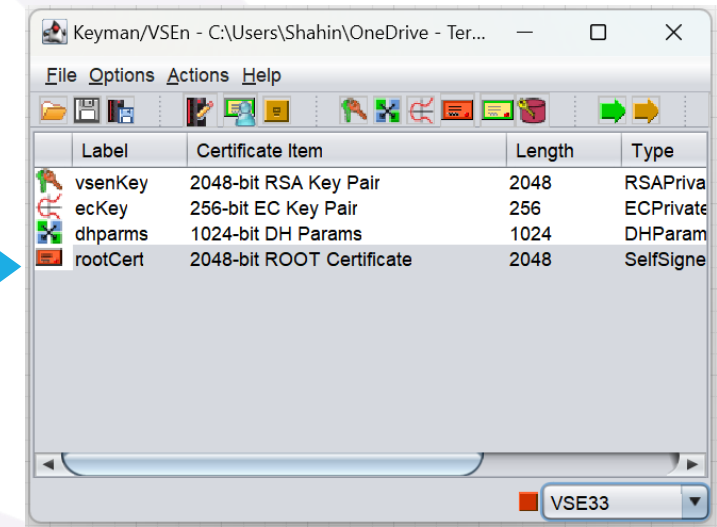 Keyman/VSEn - C:\Users\Shahin\OneDrive - Ter...
File Options Actions Help
Label Certificate Item Length Type
vsenKey 2048-bit RSA Key Pair 2048 RSAPriva
ecKey 256-bit EC Key Pair 256 ECPrivate
dhparms 1024-bit DH Params 1024 DHParam
rootCert 2048-bit ROOT Certificate 2048 SelfSigne
VSE33